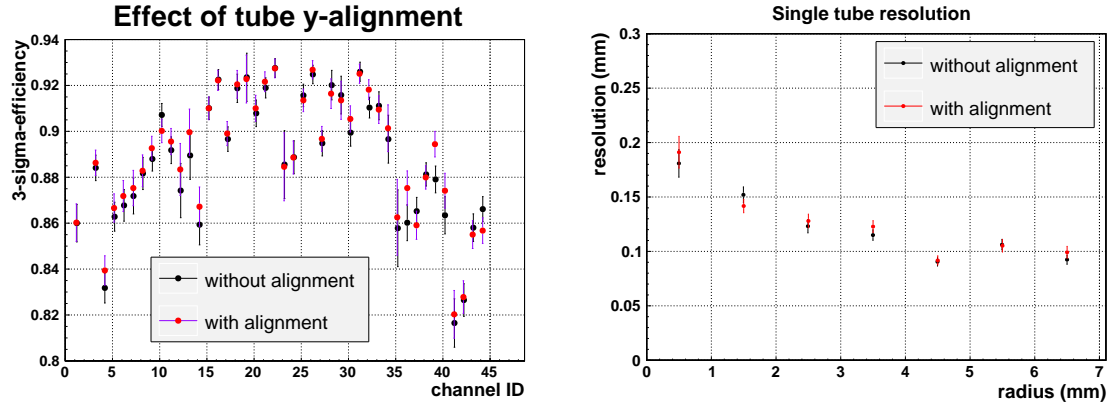 Effect of tube y-alignment
3-sigma-efficiency
0.94
0.92
0.9
0.88
0.86
0.84
0.82
0.8
without alignment
with alignment
0 5 10 15 20 25 30 35 40 45
channel ID
Single tube resolution
resolution (mm)
0.3
0.25
0.2
0.15
0.1
0.05
0
without alignment
with alignment
0 1 2 3 4 5 6 7
radius (mm)